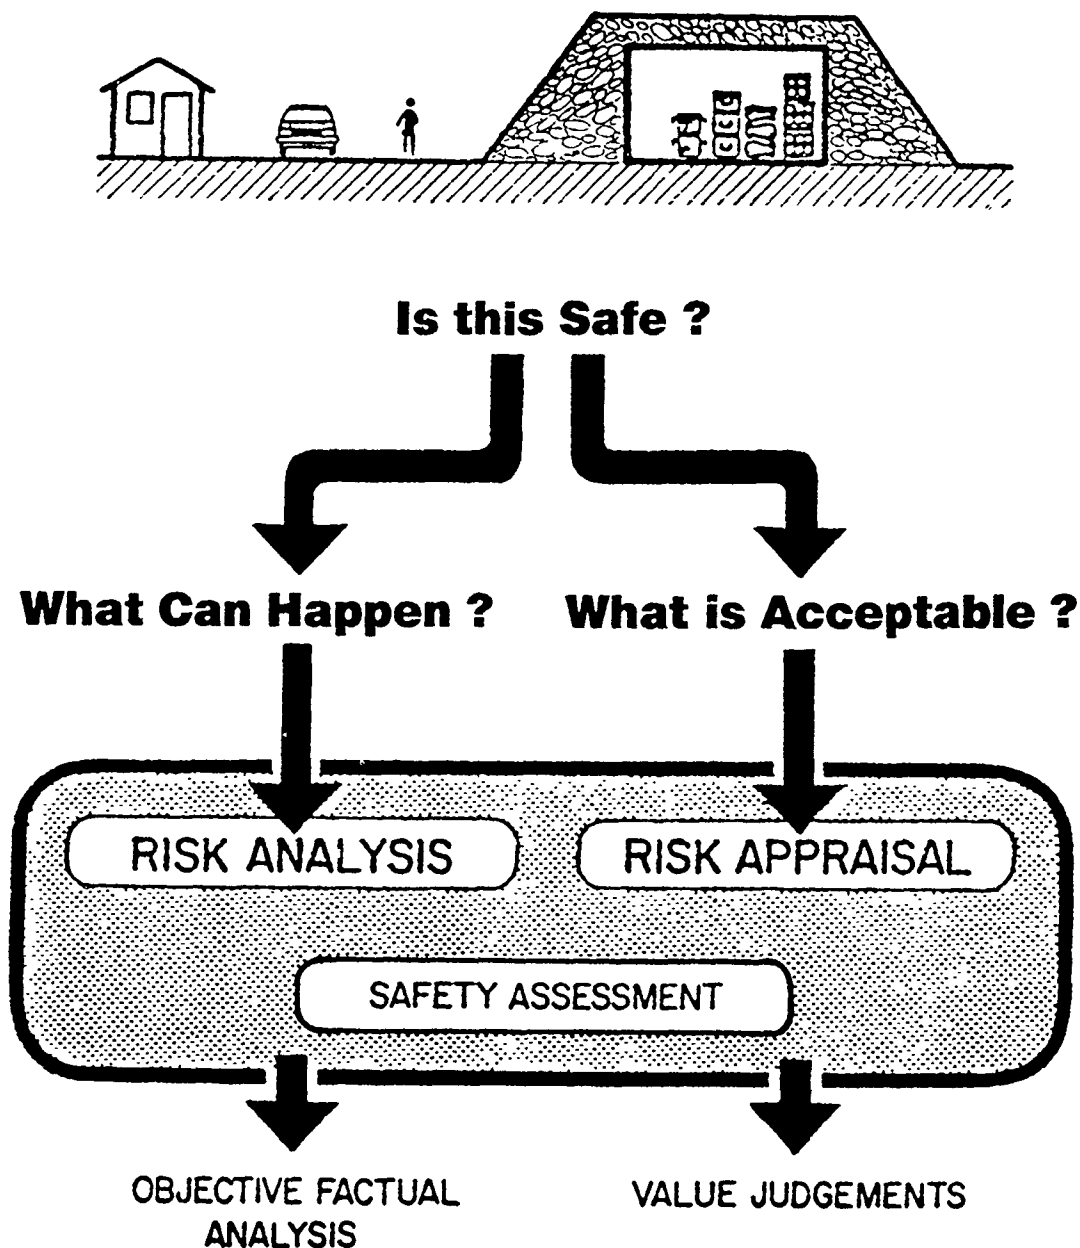 Is this Safe ?
What Can Happen ?
What is Acceptable ?
RISK ANALYSIS
RISK APPRAISAL
SAFETY ASSESSMENT
OBJECTIVE FACTUAL
ANALYSIS
VALUE JUDGEMENTS